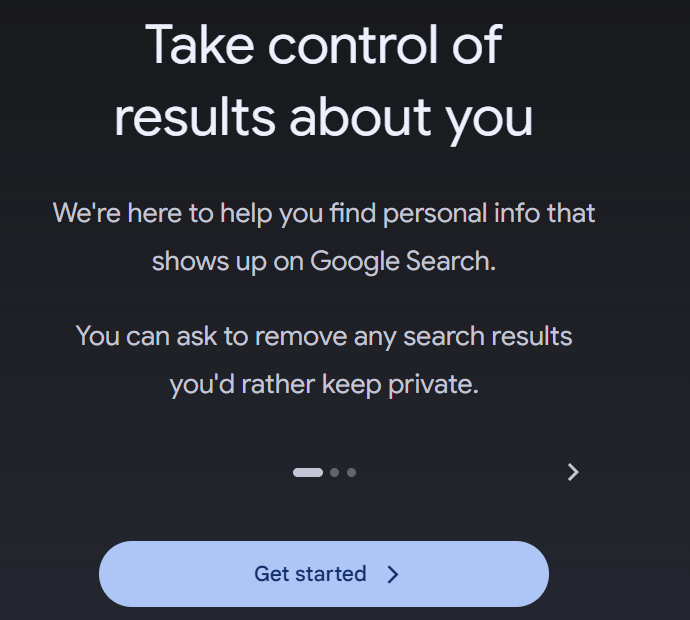 Take control of
results about you
We're here to help you find personal info that
shows up on Google Search.
You can ask to remove any search results
you'd rather keep private.
Get started